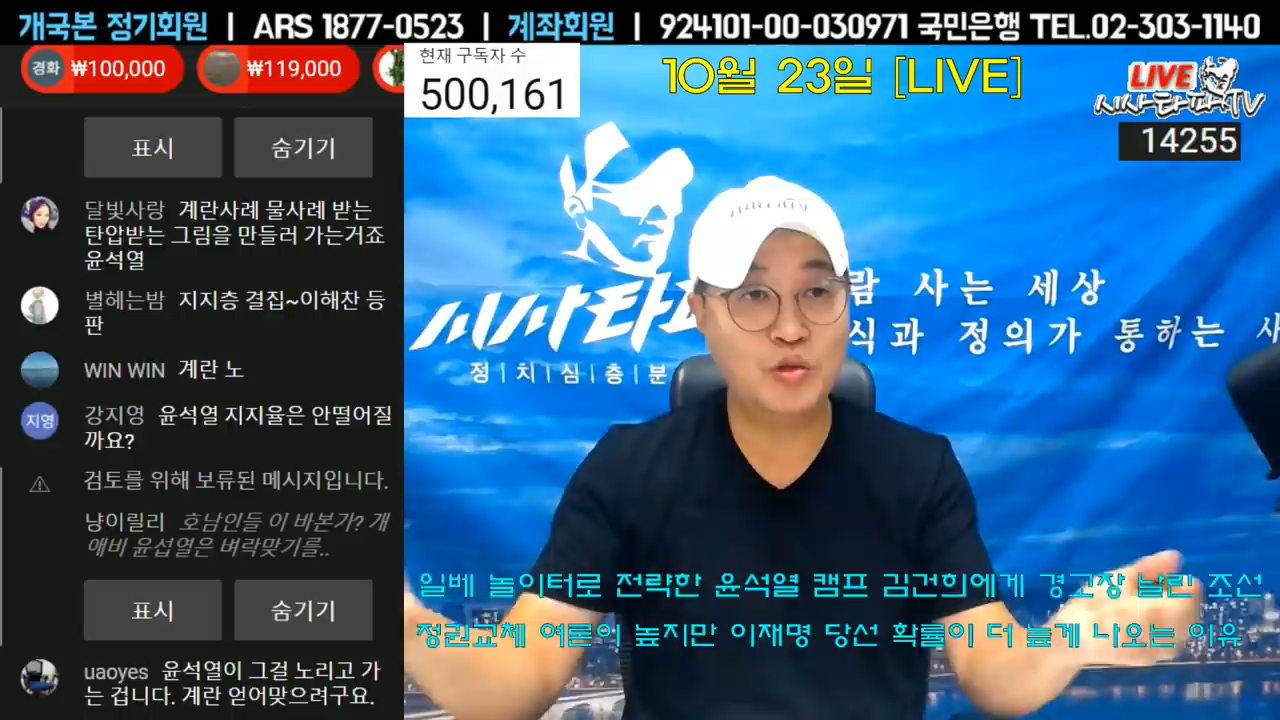 개국본 정기회원 | ARS 1877-0523 | 계좌회원 | 924101-00-030971 국민은행 TEL.02-303-1140
경화 ₩100,000 ₩119,000
현재 구독자 수
500,161
10월 23일 [LIVE]
LIVE
시사타파TV
14255
표시 숨기기
달빛사랑 계란사례 물사례 받는
탄압받는 그림을 만들러 가는거죠
윤석열
별헤는밤 지지층 결집~이해찬 등
판
WIN WIN 계란 노
지영 강지영 윤석열 지지율은 안떨어질
까요?
검토를 위해 보류된 메시지입니다.
냥이릴리 호남인들 이 바본가? 개
애비 윤섭열은 벼락맞기를..
표시 숨기기
uaoyes 윤석열이 그걸 노리고 가
는 겁니다. 계란 얻어맞으려구요.
시사타
정|치|심|층|분
람 사는 세상
식과 정의가 통하는 사
일베 놀이터로 전략한 윤석열 캠프 김건희에게 경고장 날린 조선
정권교체 여론이 높지만 이재명 당선 확률이 더 높게 나오는 이유